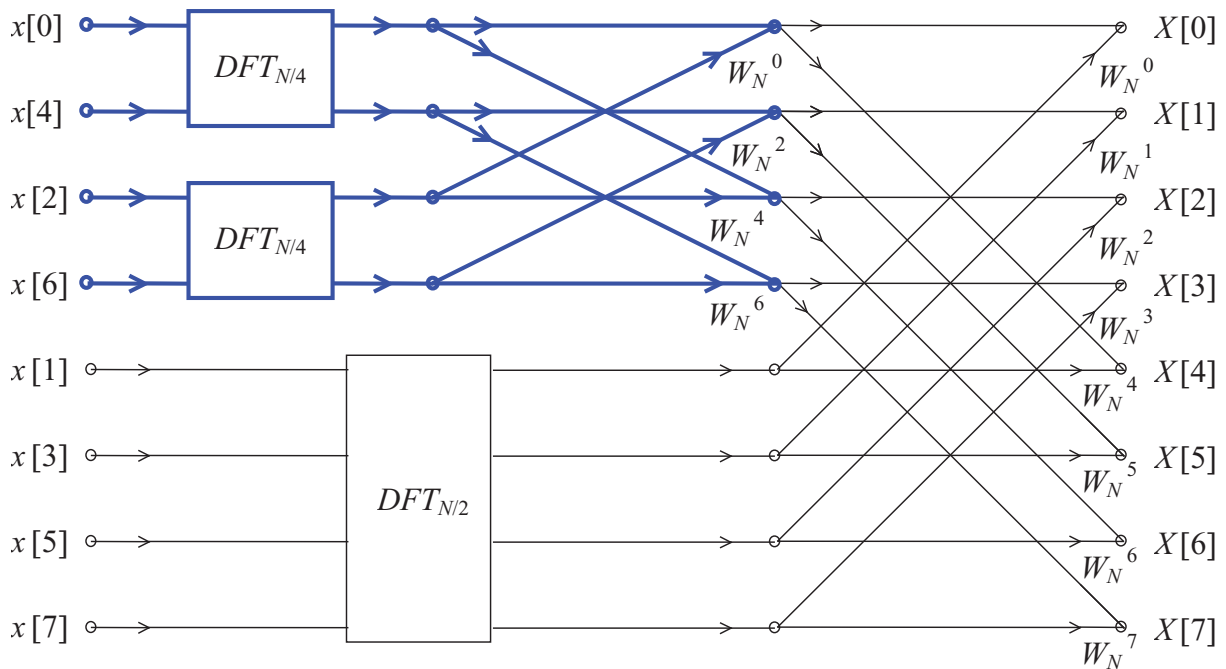 x[0] DFT_{N/4} W_N^0 X[0]
W_N^0
x[4] W_N^2 X[1]
W_N^1
x[2] DFT_{N/4} W_N^4 X[2]
W_N^2
x[6] W_N^6 X[3]
W_N^3
x[1] X[4]
W_N^4
x[3] DFT_{N/2} X[5]
W_N^5
x[5] X[6]
W_N^6
x[7] X[7]
W_N^7